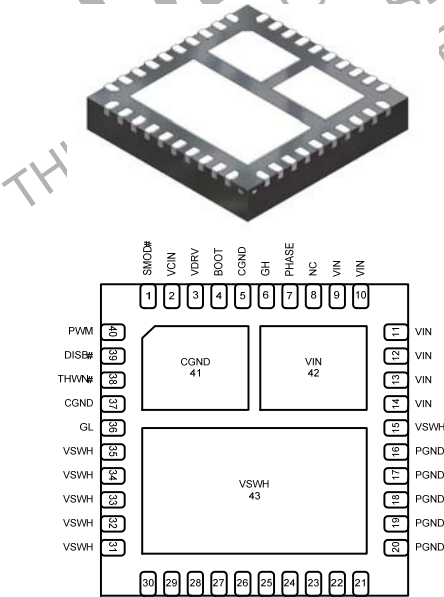 SMOD#
VCIN
VDRV
BOOT
CGND
GH
PHASE
NC
VIN
VIN
1 2 3 4 5 6 7 8 9 10
PWM 40
DISB# 39
THWN# 38
CGND 37
GL 36
VSWH 35
VSWH 34
VSWH 33
VSWH 32
VSWH 31
CGND
41
VIN
42
VSWH
43
11 VIN
12 VIN
13 VIN
14 VIN
15 VSWH
16 PGND
17 PGND
18 PGND
19 PGND
20 PGND
30 29 28 27 26 25 24 23 22 21